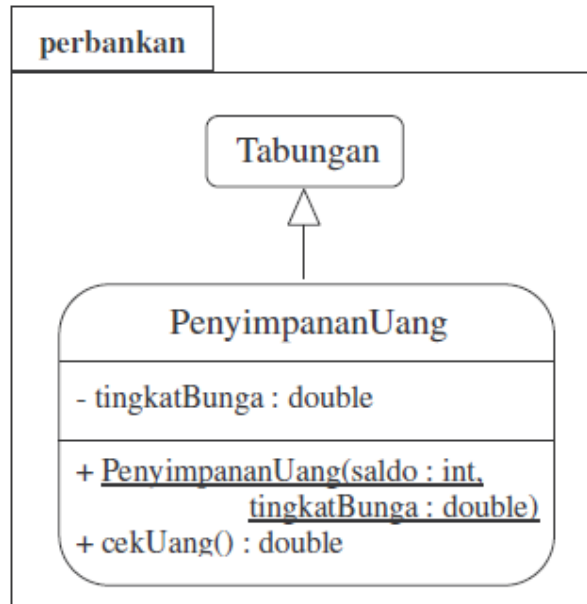 perbankan
Tabungan
PenyimpananUang
- tingkatBunga : double
+ PenyimpananUang(saldo : int,
tingkatBunga : double)
+ cekUang() : double